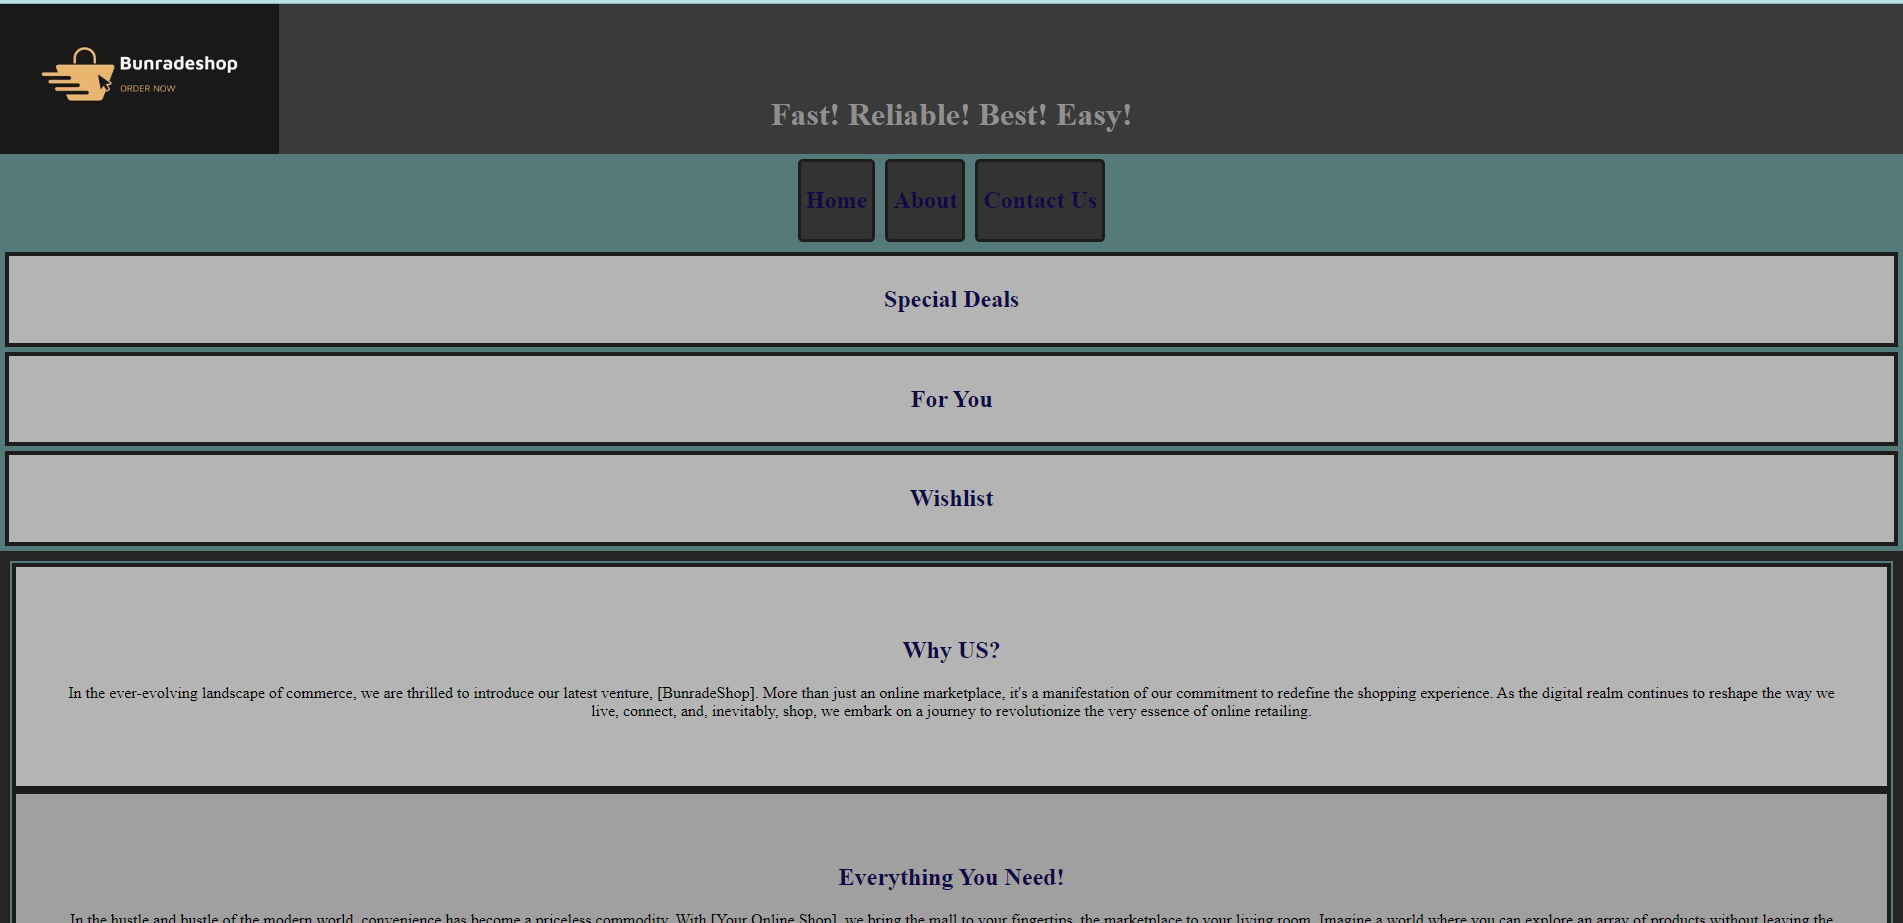 Bunradeshop
ORDER NOW
Fast! Reliable! Best! Easy!
Home About Contact Us
Special Deals
For You
Wishlist
Why US?
In the ever-evolving landscape of commerce, we are thrilled to introduce our latest venture, [BunradeShop]. More than just an online marketplace, it's a manifestation of our commitment to redefine the shopping experience. As the digital realm continues to reshape the way we
live, connect, and, inevitably, shop, we embark on a journey to revolutionize the very essence of online retailing.
Everything You Need!
In the hustle and bustle of the modern world, convenience has become a priceless commodity. With [Your Online Shop], we bring the mall to your fingertips, the marketplace to your living room. Imagine a world where you can explore an array of products without leaving the